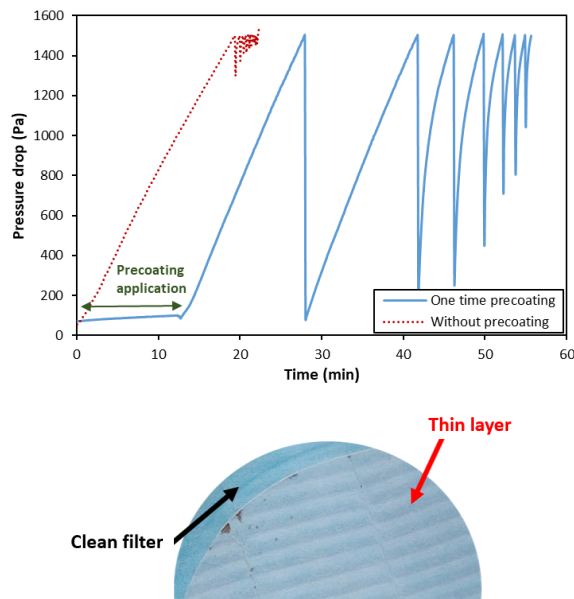 1600
1400
1200
1000
800
600
400
200
0
Pressure drop (Pa)
Precoating
application
One time precoating
Without precoating
0
10
20
30
40
50
60
Time (min)
Thin layer
Clean filter